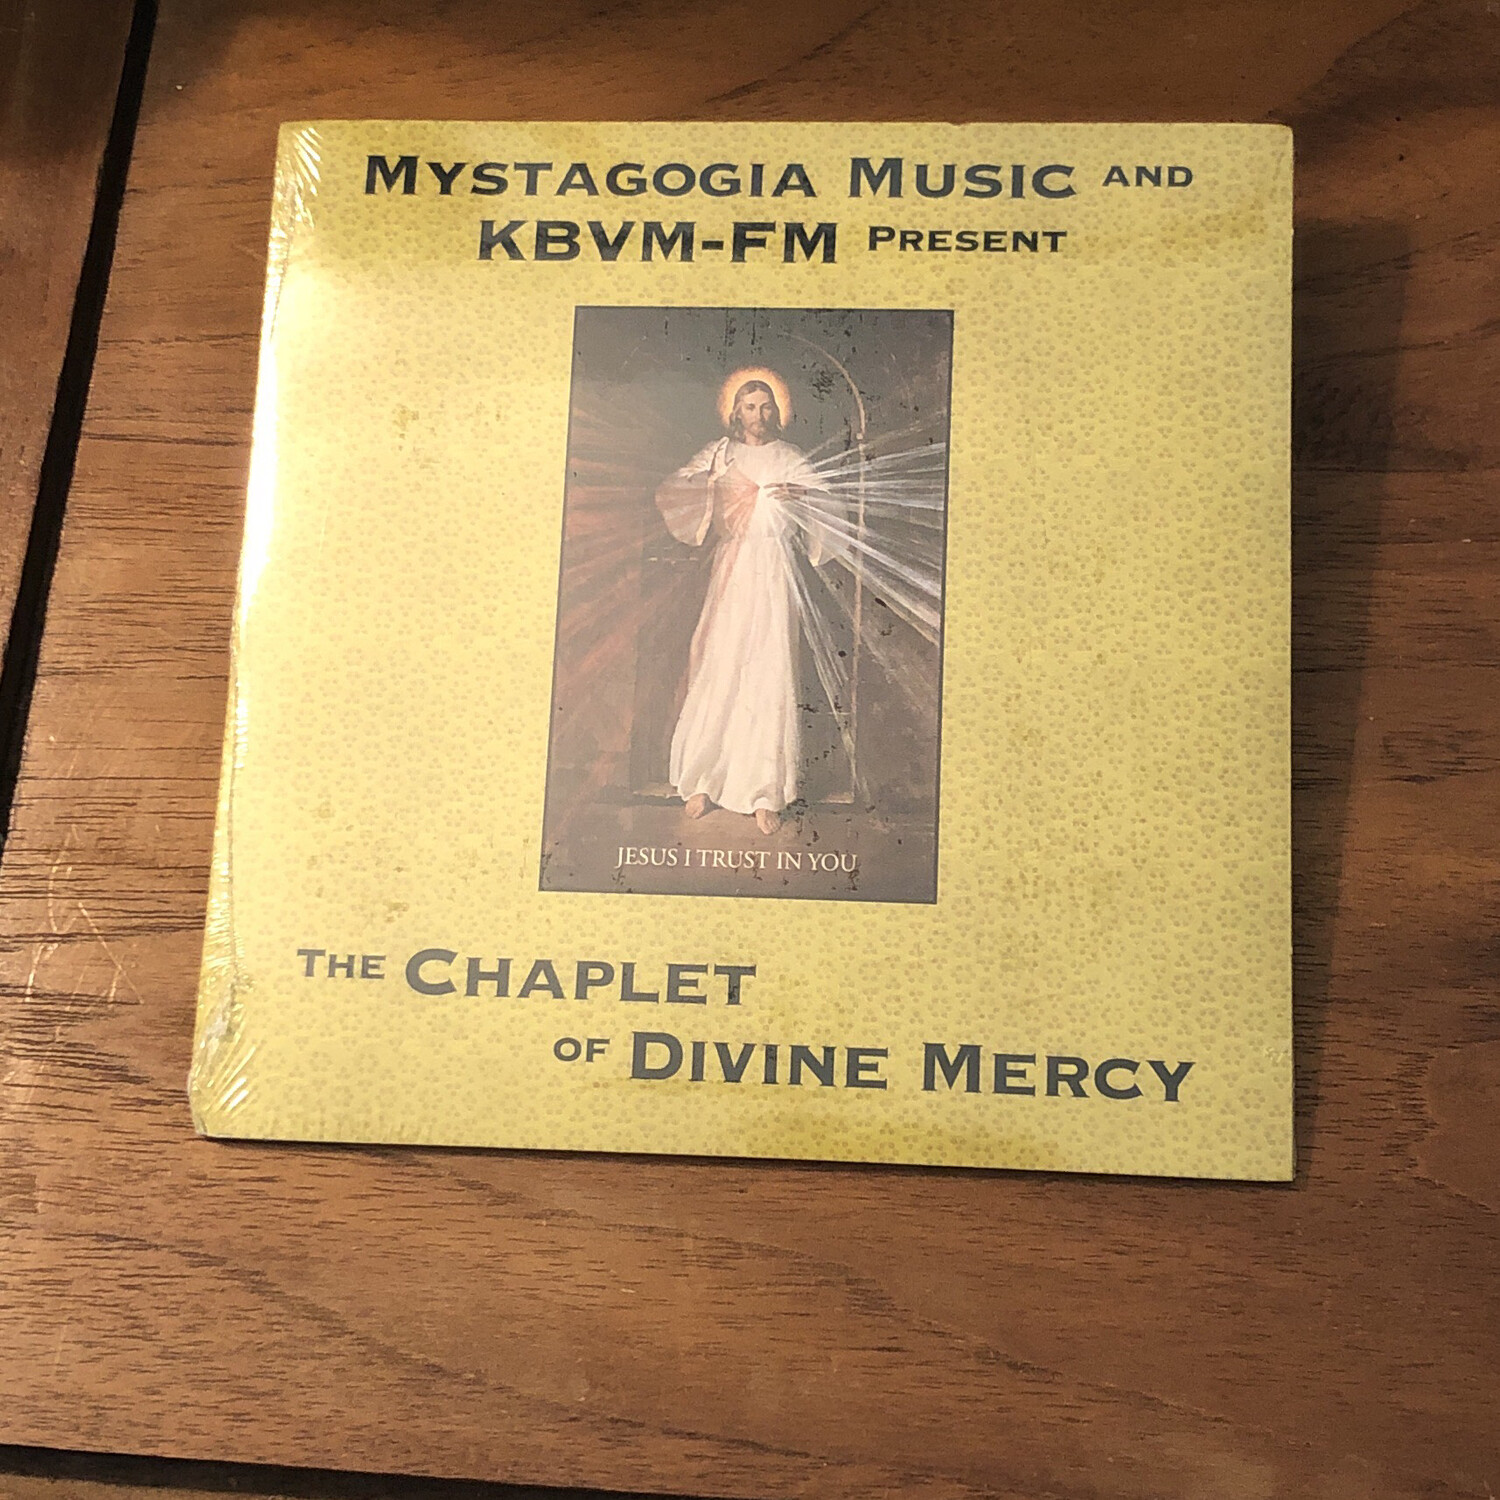 Mystagogia Music and
KBVM-FM Present
JESUS I TRUST IN YOU
The Chaplet
of Divine Mercy